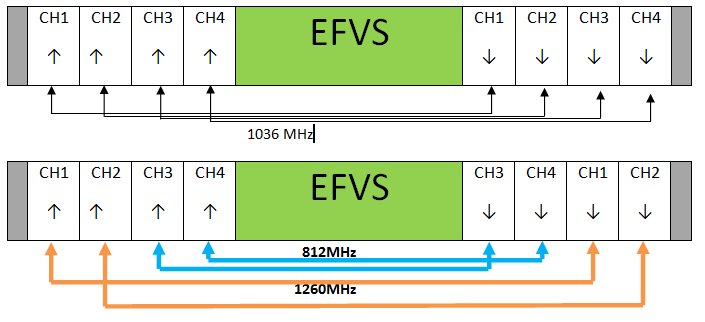 CH1 CH2 CH3 CH4 EFVS CH1 CH2 CH3 CH4
↑ ↑ ↑ ↑ ↓ ↓ ↓ ↓
1036 MHz
CH1 CH2 CH3 CH4 EFVS CH3 CH4 CH1 CH2
↑ ↑ ↑ ↑ ↓ ↓ ↓ ↓
812MHz
1260MHz